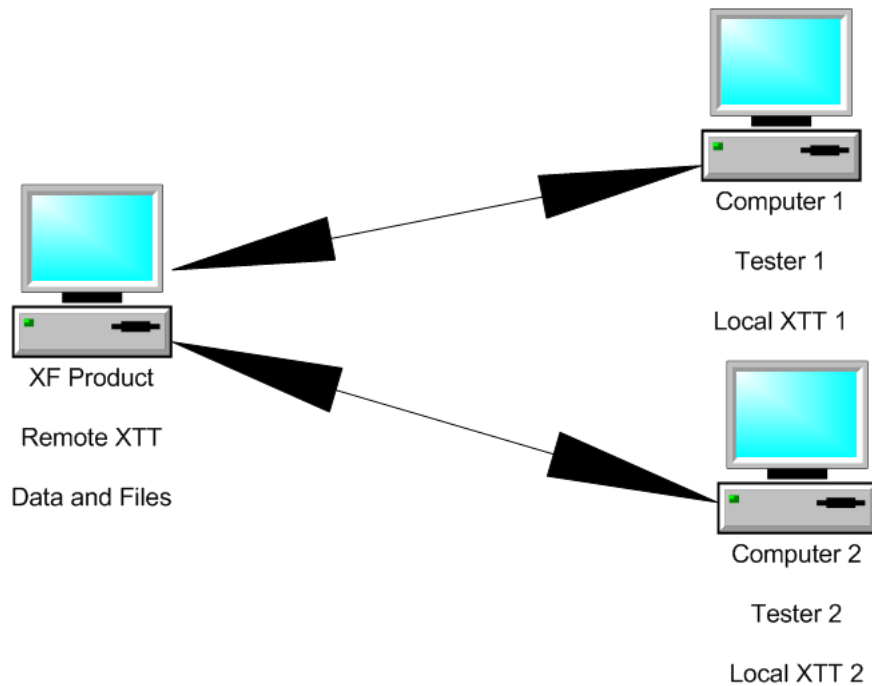 XF Product
Remote XTT
Data and Files
Computer 1
Tester 1
Local XTT 1
Computer 2
Tester 2
Local XTT 2